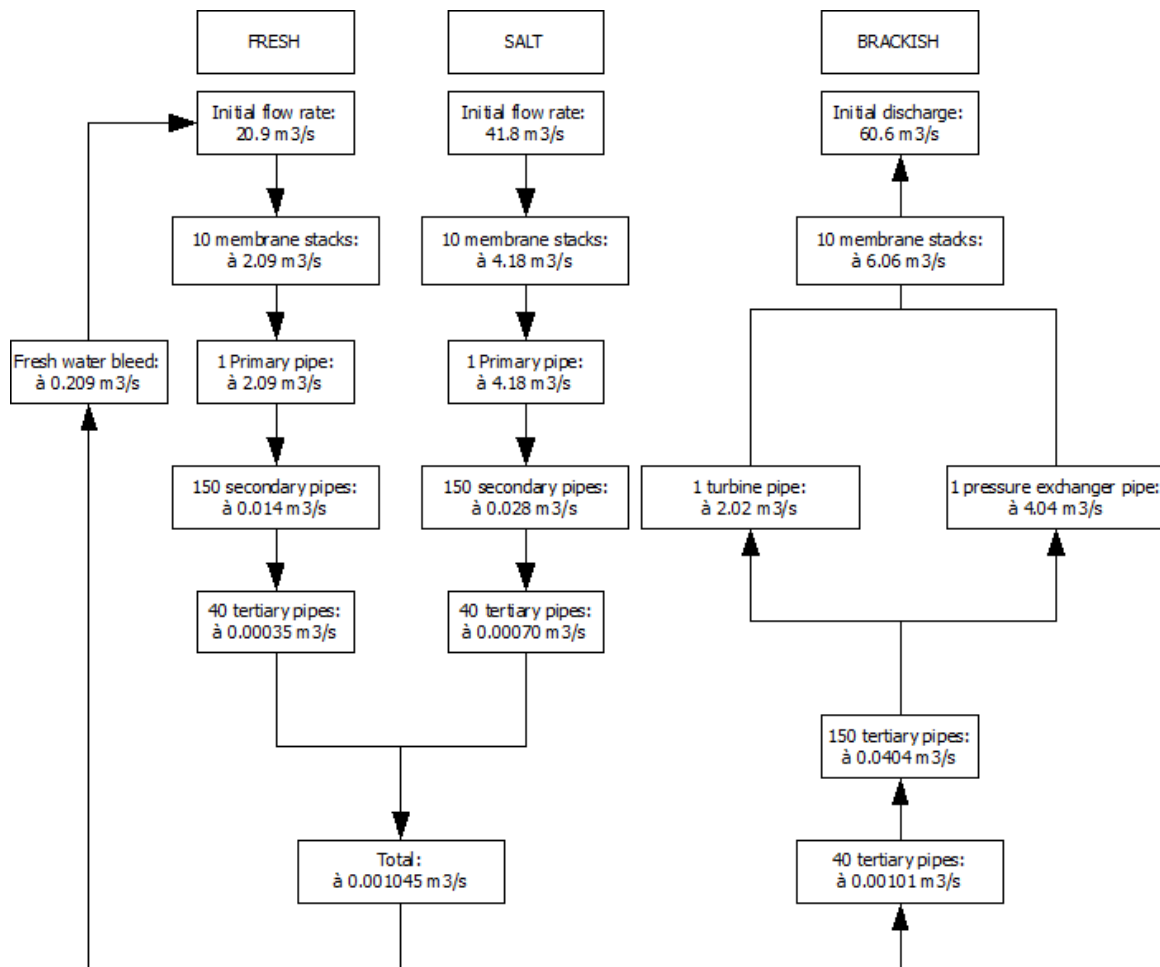 FRESH
SALT
BRACKISH
Initial flow rate:
20.9 m3/s
Initial flow rate:
41.8 m3/s
Initial discharge:
60.6 m3/s
10 membrane stacks:
à 2.09 m3/s
10 membrane stacks:
à 4.18 m3/s
10 membrane stacks:
à 6.06 m3/s
Fresh water bleed:
à 0.209 m3/s
1 Primary pipe:
à 2.09 m3/s
1 Primary pipe:
à 4.18 m3/s
150 secondary pipes:
à 0.014 m3/s
150 secondary pipes:
à 0.028 m3/s
1 turbine pipe:
à 2.02 m3/s
1 pressure exchanger pipe:
à 4.04 m3/s
40 tertiary pipes:
à 0.00035 m3/s
40 tertiary pipes:
à 0.00070 m3/s
150 tertiary pipes:
à 0.0404 m3/s
Total:
à 0.001045 m3/s
40 tertiary pipes:
à 0.00101 m3/s